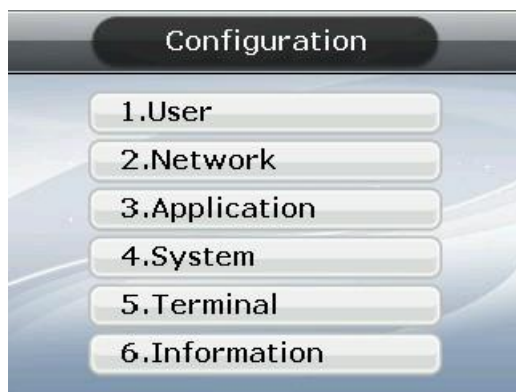 Configuration
1.User
2.Network
3.Application
4.System
5.Terminal
6.Information